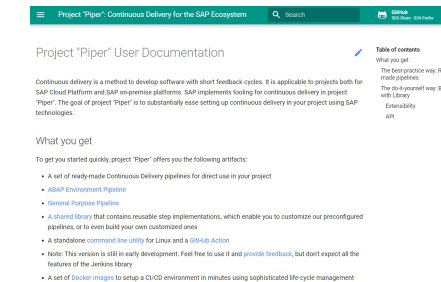 Project "Piper": Continuous Delivery for the SAP Ecosystem
Search
GitHub
503 Stars · 334 Forks
Project "Piper" User Documentation
Continuous delivery is a method to develop software with short feedback cycles. It is applicable to projects both for
SAP Cloud Platform and SAP on-premise platforms. SAP implements tooling for continuous delivery in project
"Piper". The goal of project "Piper" is to substantially ease setting up continuous delivery in your project using SAP
technologies.
What you get
To get you started quickly, project "Piper" offers you the following artifacts:
• A set of ready-made Continuous Delivery pipelines for direct use in your project
• ABAP Environment Pipeline
• General Purpose Pipeline
• A shared library that contains reusable step implementations, which enable you to customize our preconfigured
pipelines, or to even build your own customized ones
• A standalone command line utility for Linux and a GitHub Action
• Note: This version is still in early development. Feel free to use it and provide feedback, but don't expect all the
features of the Jenkins library
• A set of Docker images to setup a CI/CD environment in minutes using sophisticated life-cycle management
Table of contents
What you get
The best-practice way: R
made pipelines
The do-it-yourself way: B
with Library
Extensibility
API